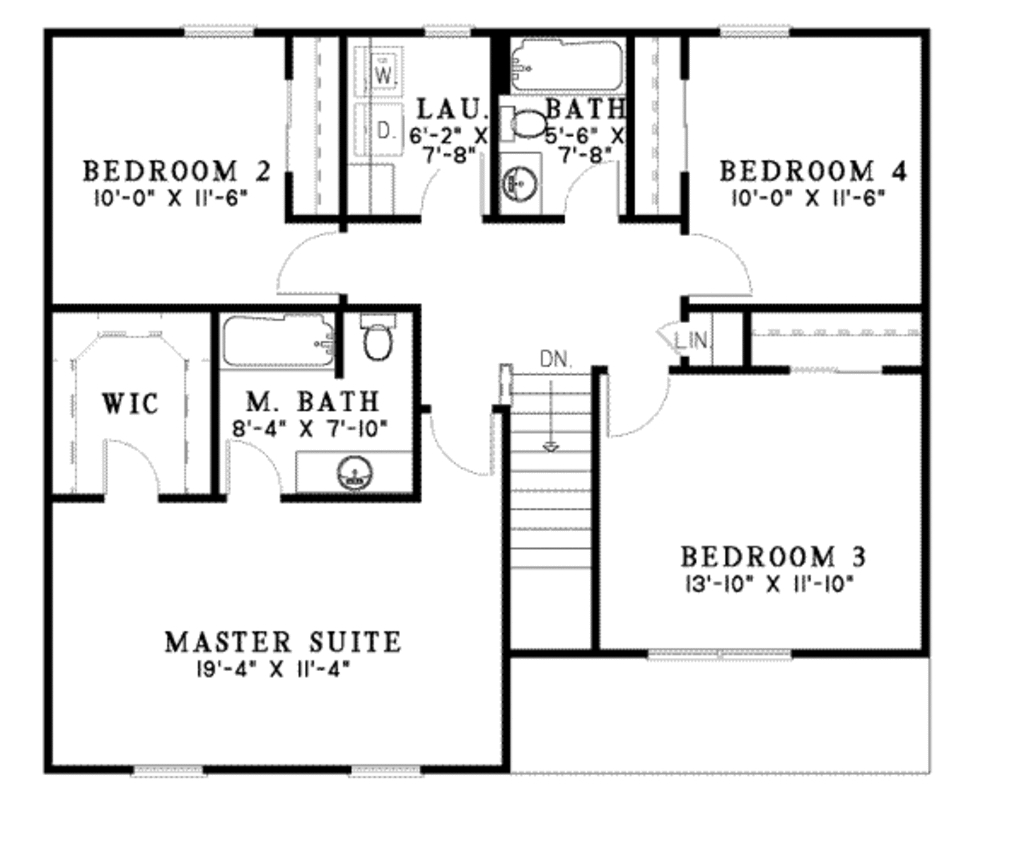 W.
LAU.
BATH
D.
6'-2" X
7'-8"
5'-6" X
7'-8"
BEDROOM 2
10'-0" X 11'-6"
BEDROOM 4
10'-0" X 11'-6"
LIN.
DN.
WIC
M. BATH
8'-4" X 7'-10"
BEDROOM 3
13'-10" X 11'-10"
MASTER SUITE
19'-4" X 11'-4"